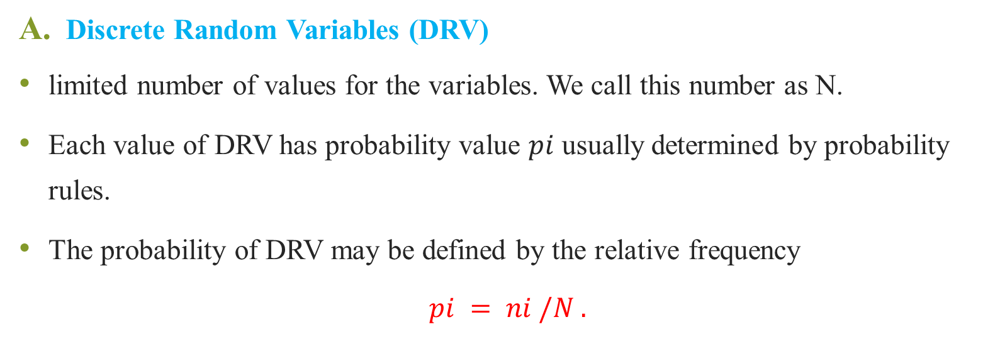 A. Discrete Random Variables (DRV)
• limited number of values for the variables. We call this number as N.
• Each value of DRV has probability value pi usually determined by probability
rules.
• The probability of DRV may be defined by the relative frequency
pi = ni /N .